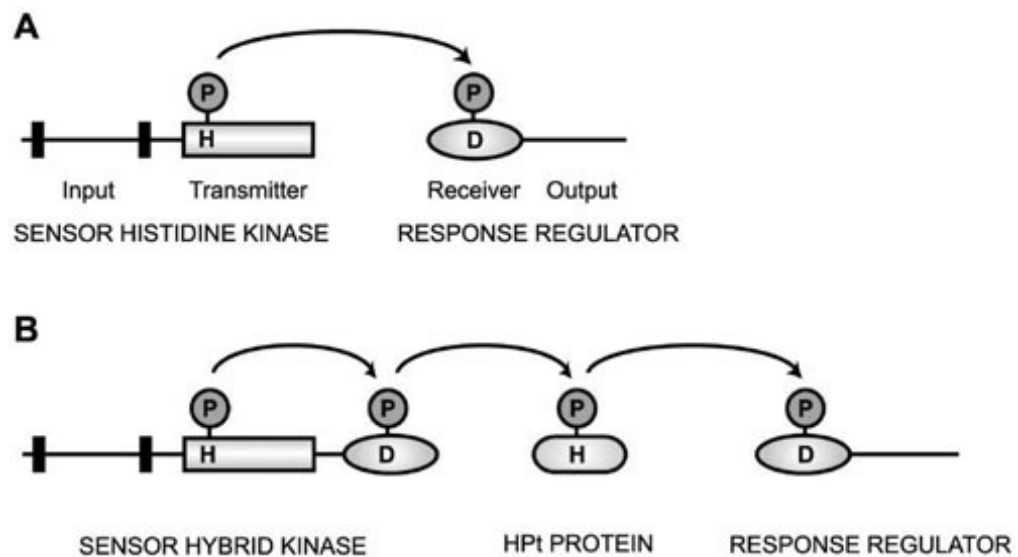 A
P P
H D
Input Transmitter Receiver Output
SENSOR HISTIDINE KINASE RESPONSE REGULATOR
B
P P P P
H D H D
SENSOR HYBRID KINASE HPt PROTEIN RESPONSE REGULATOR